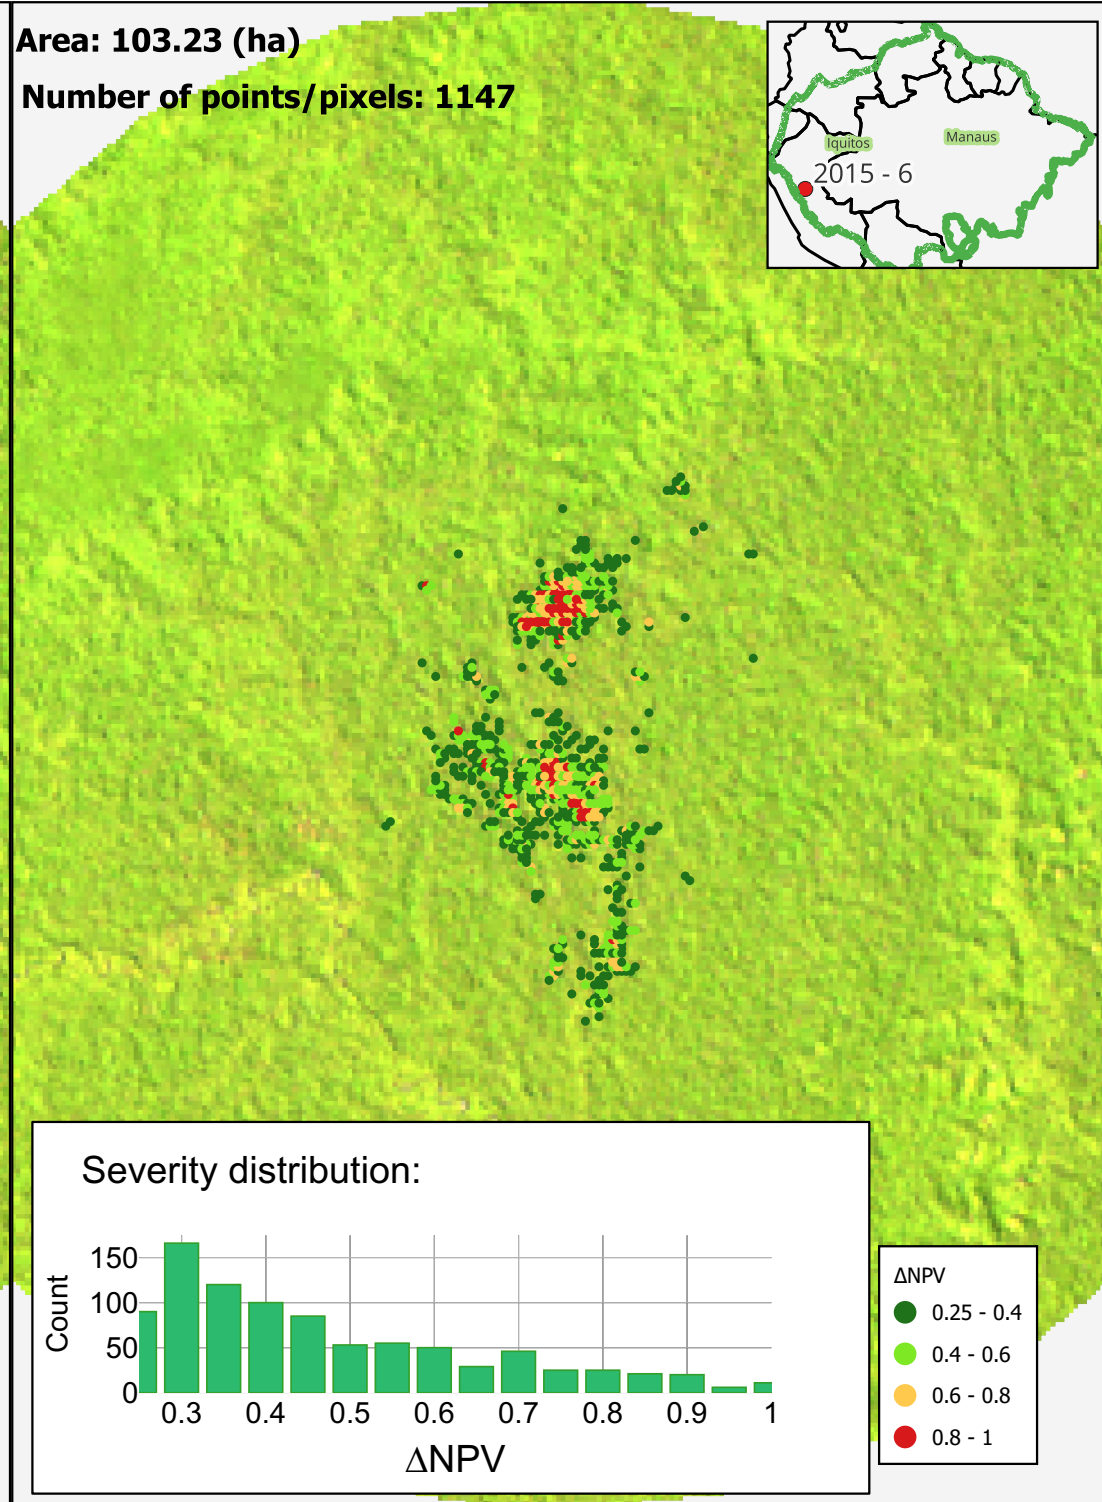 Area: 103.23 (ha)
Number of points/pixels: 1147
Iquitos
Manaus
2015 - 6
Severity distribution:
Count
150
100
50
0
0.3 0.4 0.5 0.6 0.7 0.8 0.9 1
ΔNPV
ΔNPV
0.25 - 0.4
0.4 - 0.6
0.6 - 0.8
0.8 - 1